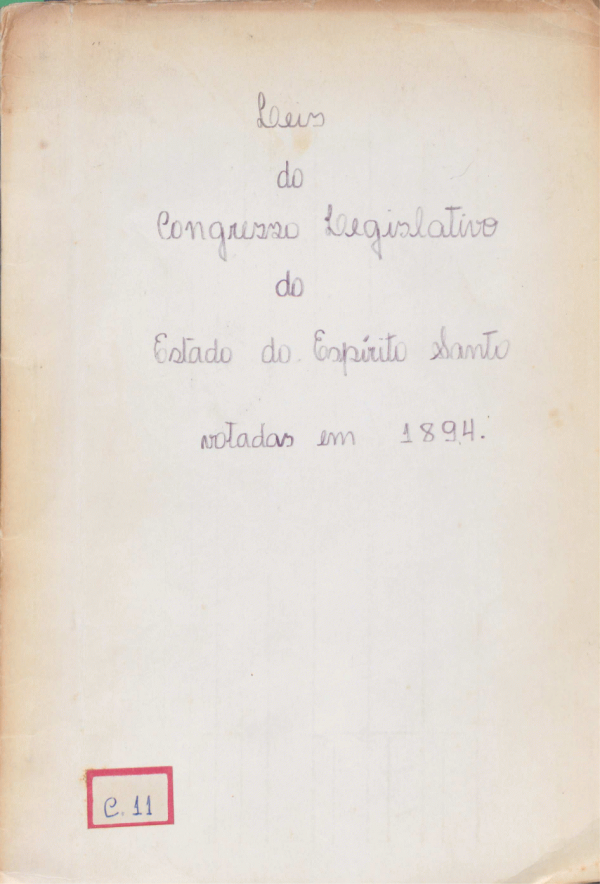 Leis
do
Congresso Legislativo
do
Estado do Espírito Santo
votadas em 1894.
C. 11